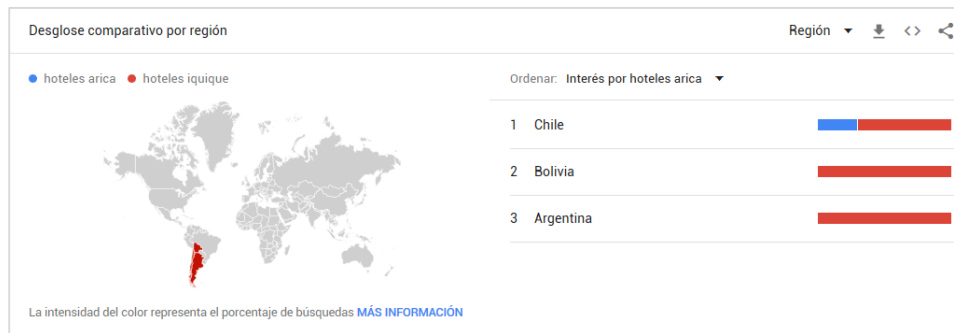 Desglose comparativo por región
Región
hoteles arica hoteles iquique
Ordenar: Interés por hoteles arica
1 Chile
2 Bolivia
3 Argentina
La intensidad del color representa el porcentaje de búsquedas MÁS INFORMACIÓN